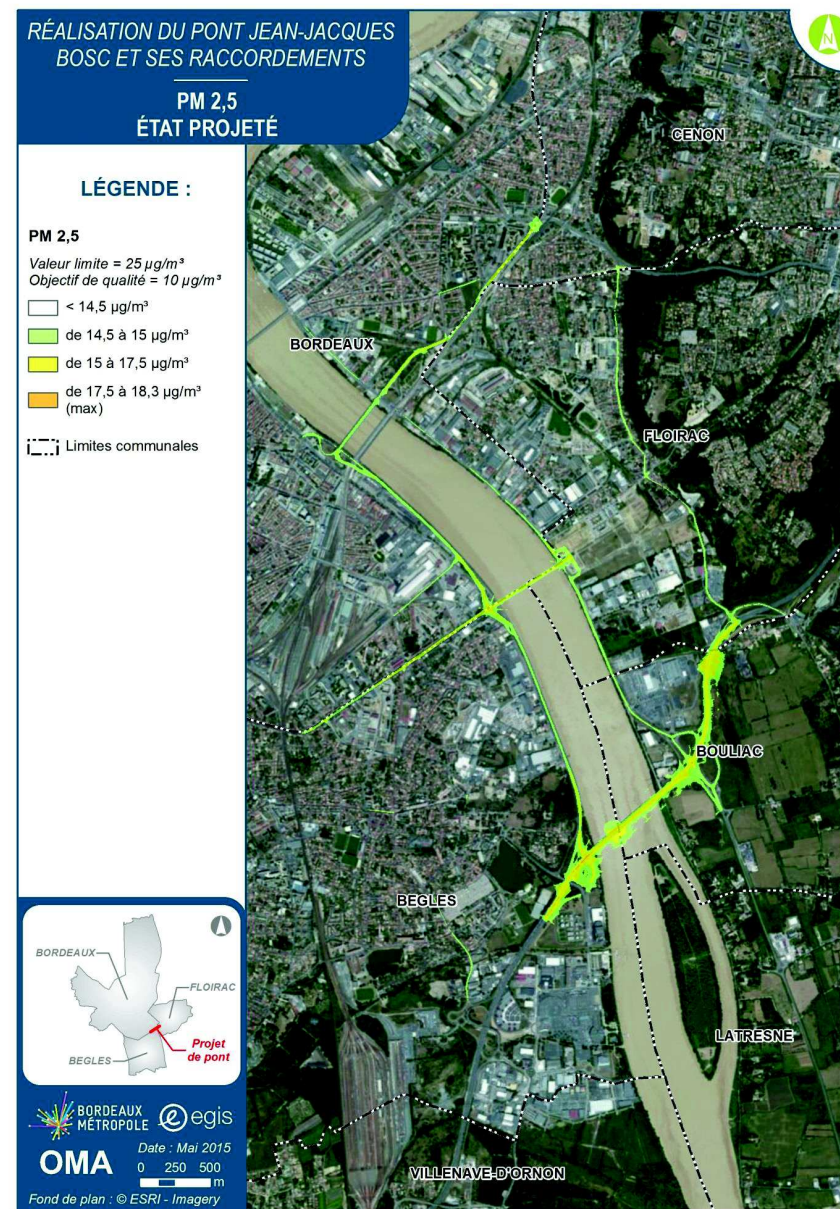 RÉALISATION DU PONT JEAN-JACQUES
BOSC ET SES RACCORDEMENTS
PM 2,5
ÉTAT PROJETÉ
N
LÉGENDE :
PM 2,5
Valeur limite = 25 µg/m³
Objectif de qualité = 10 µg/m³
< 14,5 µg/m³
de 14,5 à 15 µg/m³
de 15 à 17,5 µg/m³
de 17,5 à 18,3 µg/m³
(max)
Limites communales
CENON
BORDEAUX
FLOIRAC
BOULIAC
BEGLES
LATRESNE
VILLENAVE-D'ORNON
BORDEAUX
FLOIRAC
BEGLES
Projet
de pont
BORDEAUX
MÉTROPOLE
egis
OMA
Date : Mai 2015
0 250 500
m
Fond de plan : © ESRI - Imagery